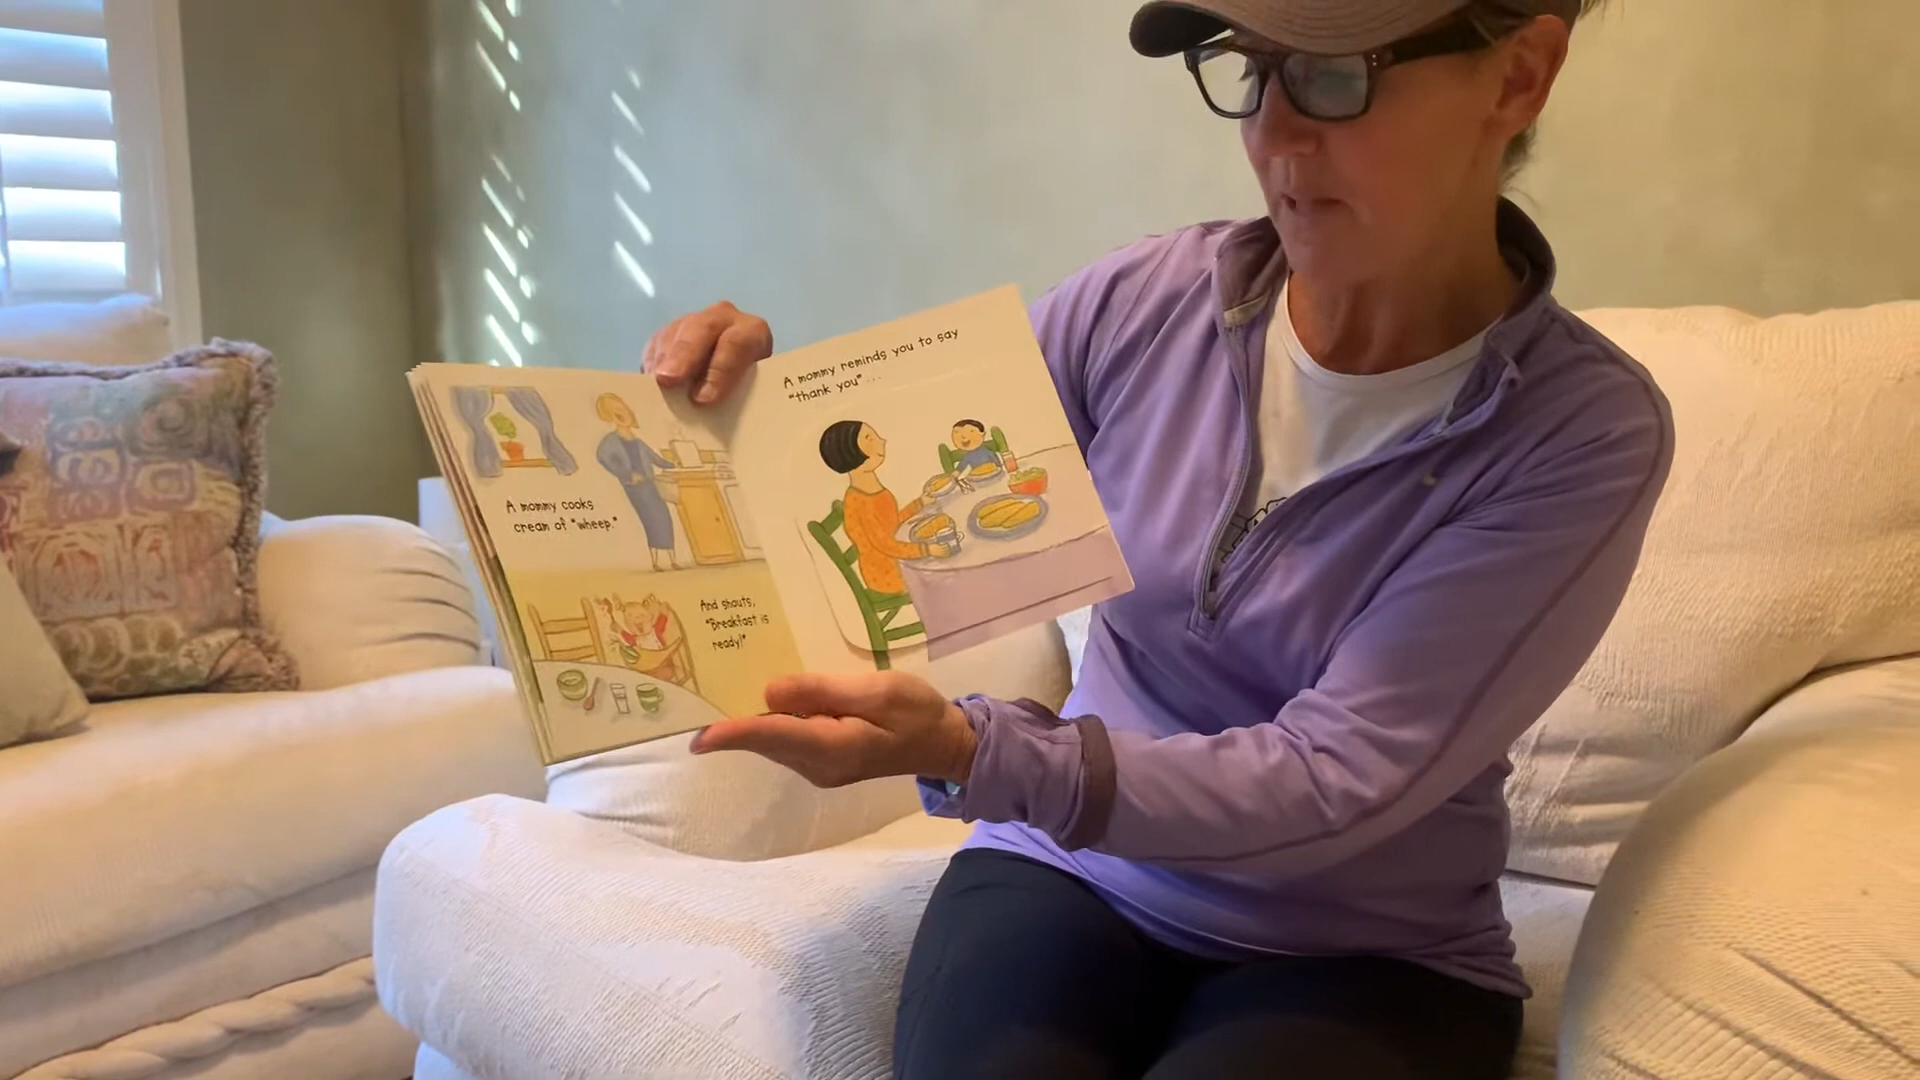 A mommy cooks
cream of "wheep."
And shouts,
"Breakfast is
ready!"
A mommy reminds you to say
"thank you" ...